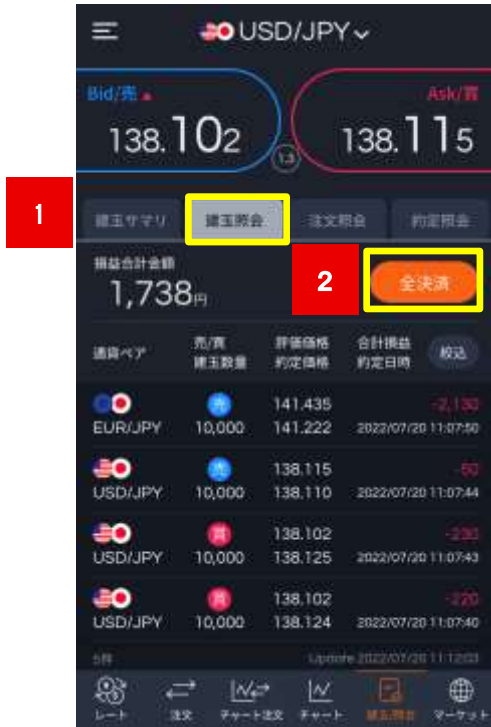 USD/JPY
Bid/売
Ask/買
138.102
138.115
1.3
1
建玉サマリ
建玉照会
注文照会
約定照会
損益合計金額
1,738円
2
全決済
通貨ペア
売/買
建玉数量
評価価格
約定価格
合計損益
約定日時
絞込
売
141.435
-2,130
EUR/JPY
10,000
141.222
2022/07/20 11:07:50
売
138.115
-50
USD/JPY
10,000
138.110
2022/07/20 11:07:44
買
138.102
-230
USD/JPY
10,000
138.125
2022/07/20 11:07:43
買
138.102
-220
USD/JPY
10,000
138.124
2022/07/20 11:07:40
5件
Update 2022/07/20 11:12:03
レート
注文
チャート注文
チャート
建玉/照会
マーケット